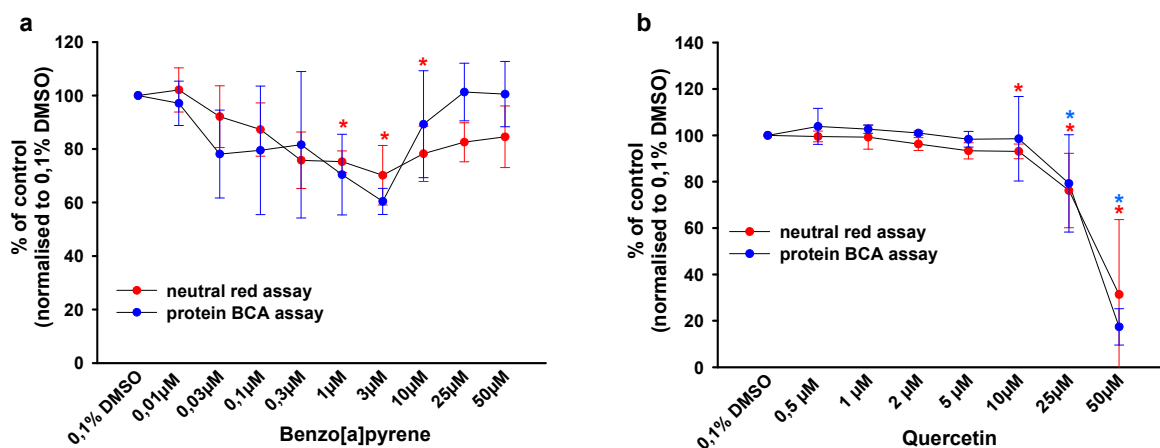 a
% of control
(normalised to 0,1% DMSO)
120
100
80
60
40
20
0
* * *
neutral red assay
protein BCA assay
0,1% DMSO
0,01µM
0,03µM
0,1µM
0,3µM
1µM
3µM
10µM
25µM
50µM
Benzo[a]pyrene
b
% of control
(normalised to 0,1% DMSO)
140
120
100
80
60
40
20
0
* * * * *
neutral red assay
protein BCA assay
0,1% DMSO
0,5 µM
1 µM
2 µM
5 µM
10µM
25µM
50µM
Quercetin